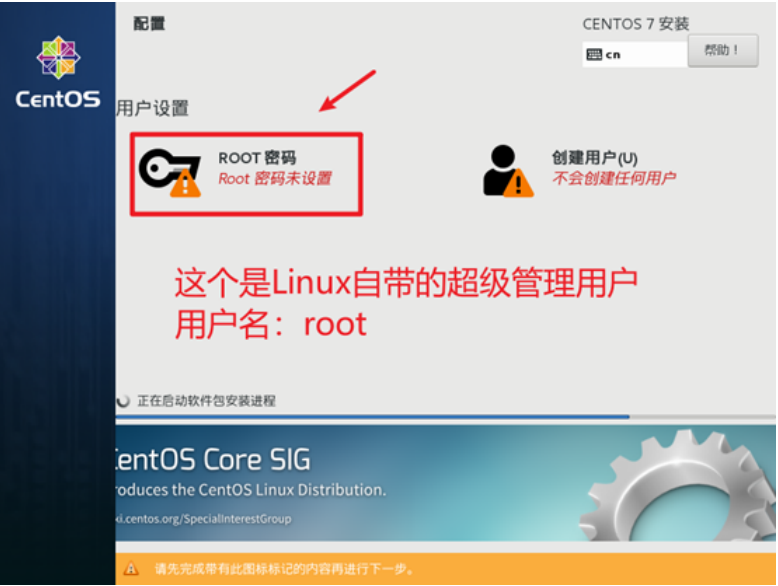 配置
CENTOS 7 安装
cn
帮助！
CentOS
用户设置
ROOT 密码
Root 密码未设置
创建用户(U)
不会创建任何用户
这个是Linux自带的超级管理用户
用户名：root
正在启动软件包安装进程
CentOS Core SIG
roduces the CentOS Linux Distribution.
ki.centos.org/SpecialInterestGroup
请先完成带有此图标标记的内容再进行下一步。